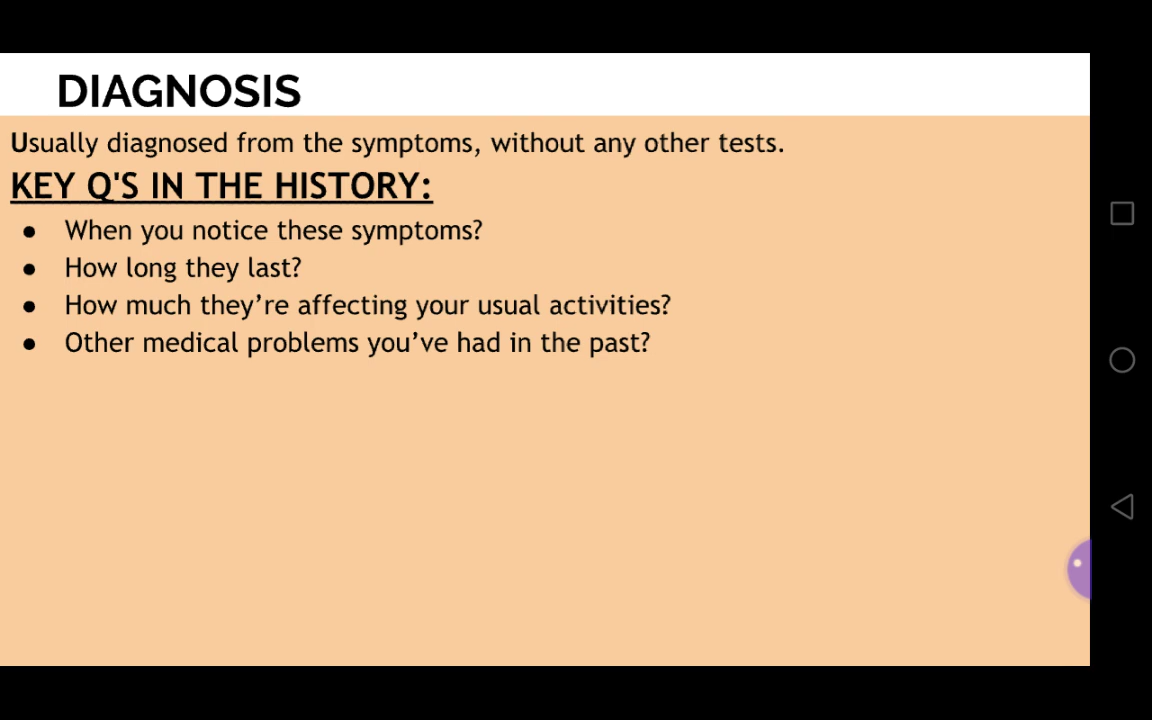 DIAGNOSIS
Usually diagnosed from the symptoms, without any other tests.
KEY Q'S IN THE HISTORY:
● When you notice these symptoms?
● How long they last?
● How much they’re affecting your usual activities?
● Other medical problems you’ve had in the past?